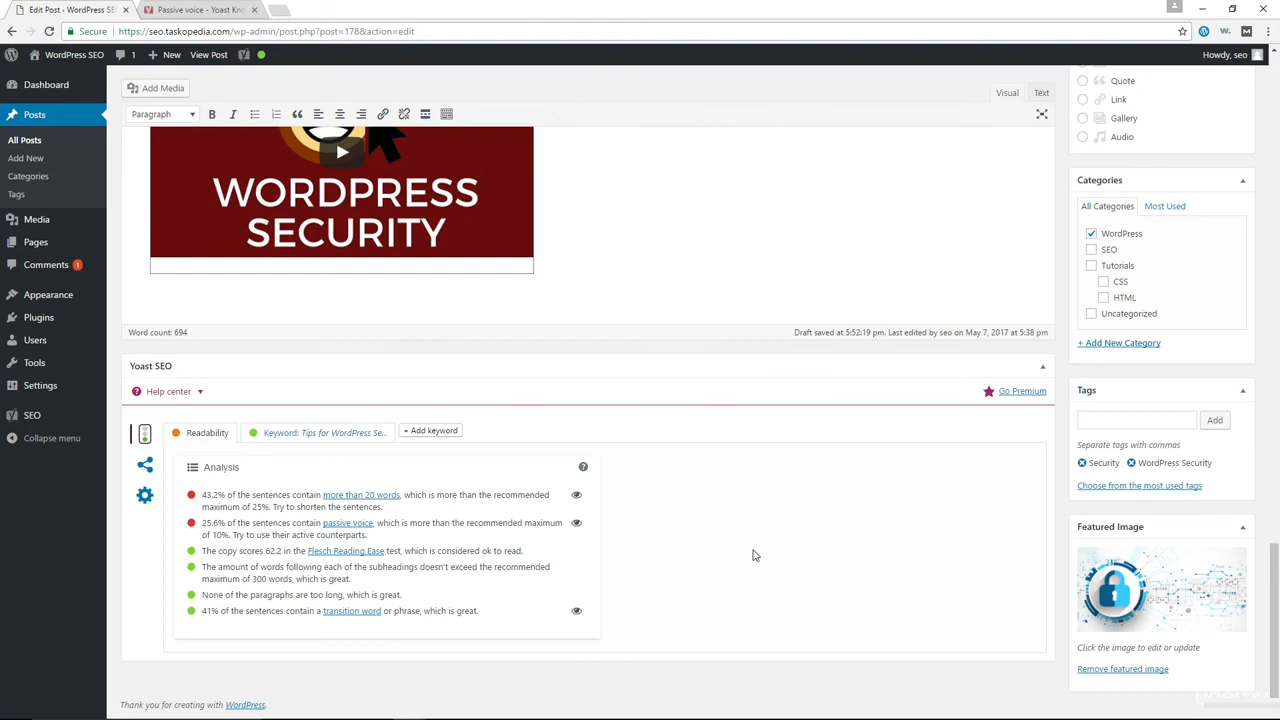 Edit Post ‹ WordPress SE
Passive voice - Yoast Kno
Secure
https://seo.taskopedia.com/wp-admin/post.php?post=178&action=edit
WordPress SEO
1
New
View Post
Howdy, seo
Dashboard
Posts
All Posts
Add New
Categories
Tags
Media
Pages
Comments 1
Appearance
Plugins
Users
Tools
Settings
SEO
Collapse menu
Add Media
Visual
Text
Paragraph
WORDPRESS
SECURITY
Word count: 694
Draft saved at 5:52:19 pm. Last edited by seo on May 7, 2017 at 5:38 pm
Yoast SEO
Help center
Go Premium
Readability
Keyword: Tips for WordPress Se...
+ Add keyword
Analysis
43.2% of the sentences contain more than 20 words, which is more than the recommended
maximum of 25%. Try to shorten the sentences.
25.6% of the sentences contain passive voice, which is more than the recommended maximum
of 10%. Try to use their active counterparts.
The copy scores 62.2 in the Flesch Reading Ease test, which is considered ok to read.
The amount of words following each of the subheadings doesn't exceed the recommended
maximum of 300 words, which is great.
None of the paragraphs are too long, which is great.
41% of the sentences contain a transition word or phrase, which is great.
Thank you for creating with WordPress.
Quote
Link
Gallery
Audio
Categories
All Categories
Most Used
WordPress
SEO
Tutorials
CSS
HTML
Uncategorized
+ Add New Category
Tags
Add
Separate tags with commas
Security
WordPress Security
Choose from the most used tags
Featured Image
Click the image to edit or update
Remove featured image